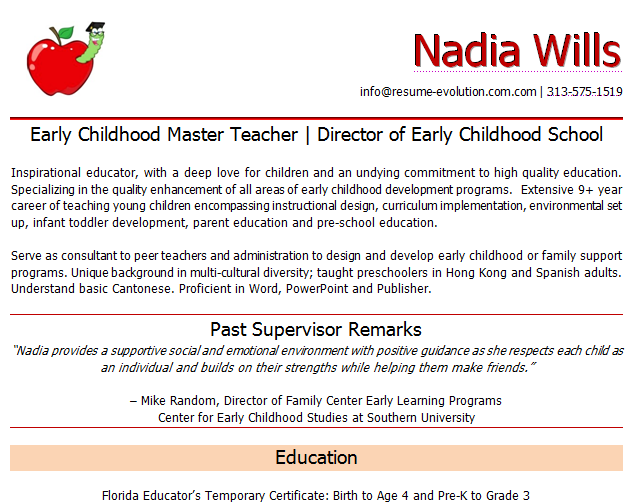 Nadia Wills
info@resume-evolution.com.com | 313-575-1519
Early Childhood Master Teacher | Director of Early Childhood School
Inspirational educator, with a deep love for children and an undying commitment to high quality education.
Specializing in the quality enhancement of all areas of early childhood development programs. Extensive 9+ year
career of teaching young children encompassing instructional design, curriculum implementation, environmental set
up, infant toddler development, parent education and pre-school education.
Serve as consultant to peer teachers and administration to design and develop early childhood or family support
programs. Unique background in multi-cultural diversity; taught preschoolers in Hong Kong and Spanish adults.
Understand basic Cantonese. Proficient in Word, PowerPoint and Publisher.
Past Supervisor Remarks
“Nadia provides a supportive social and emotional environment with positive guidance as she respects each child as
an individual and builds on their strengths while helping them make friends.”
– Mike Random, Director of Family Center Early Learning Programs
Center for Early Childhood Studies at Southern University
Education
Florida Educator’s Temporary Certificate: Birth to Age 4 and Pre-K to Grade 3